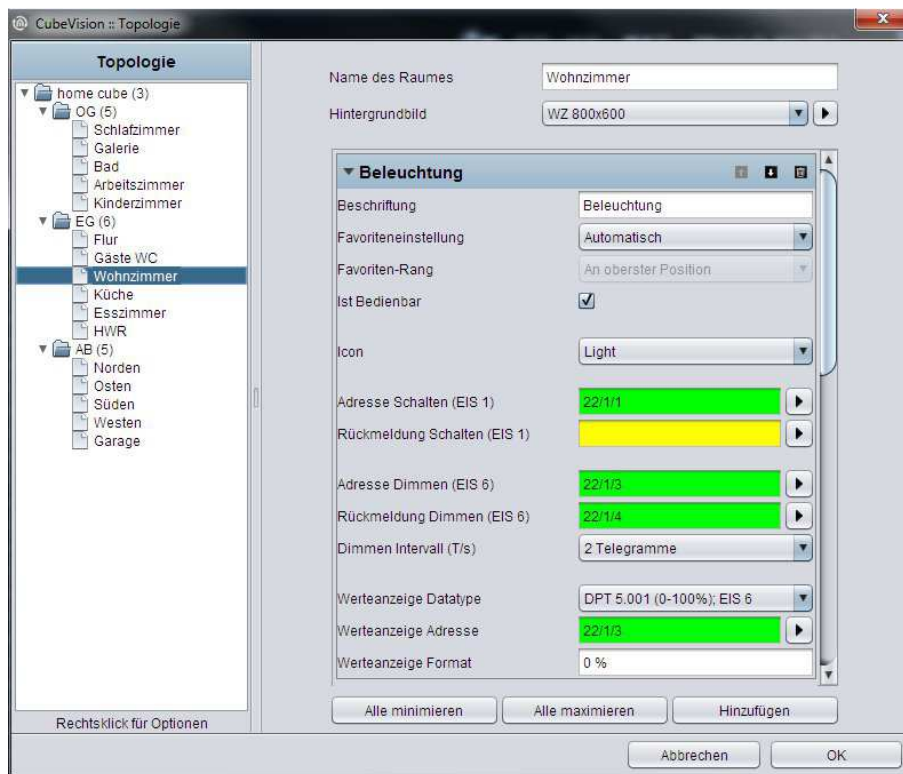 CubeVision :: Topologie
Topologie
home cube (3)
OG (5)
Schlafzimmer
Galerie
Bad
Arbeitszimmer
Kinderzimmer
EG (6)
Flur
Gäste WC
Wohnzimmer
Küche
Esszimmer
HWR
AB (5)
Norden
Osten
Süden
Westen
Garage
Rechtsklick für Optionen
Name des Raumes Wohnzimmer
Hintergrundbild WZ 800x600
Beleuchtung
Beschriftung Beleuchtung
Favoriteneinstellung Automatisch
Favoriten-Rang An oberster Position
Ist Bedienbar
Icon Light
Adresse Schalten (EIS 1) 22/1/1
Rückmeldung Schalten (EIS 1)
Adresse Dimmen (EIS 6) 22/1/3
Rückmeldung Dimmen (EIS 6) 22/1/4
Dimmen Intervall (T/s) 2 Telegramme
Werteanzeige Datatype DPT 5.001 (0-100%); EIS 6
Werteanzeige Adresse 22/1/3
Werteanzeige Format 0 %
Alle minimieren Alle maximieren Hinzufügen
Abbrechen OK